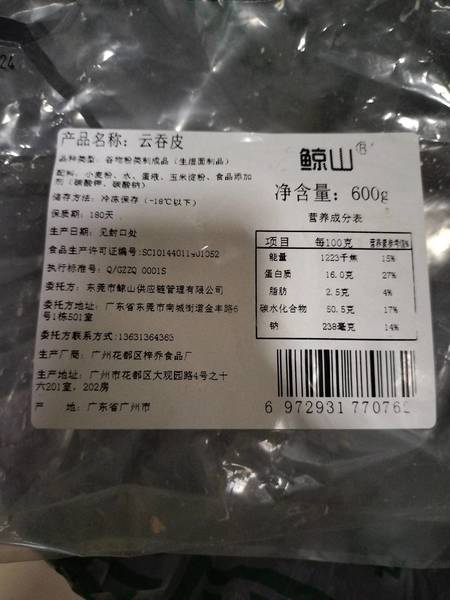 24
产品名称：云吞皮
品种类型：谷物粉类制成品（生湿面制品）
配料：小麦粉、水、蛋液、玉米淀粉、食品添加
剂（碳酸钾、碳酸钠）
储存方法：冷冻保存（-18℃以下）
保质期：180天
生产日期：见封口处
食品生产许可证编号：SC10144011401052
执行标准号：Q/GZZQ 0001S
委托方：东莞市鲸山供应链管理有限公司
委托方地址：广东省东莞市南城街道金丰路6
号1栋501室
委托方联系方式：13631364363
生产厂商：广州花都区梓乔食品厂
生产地址：广州市花都区大观园路4号之十
六201室，202房
产 地：广东省广州市
鲸山®
净含量：600g
营养成分表
项目 每100克 营养素参考值%
能量 1223千焦 15%
蛋白质 16.0克 27%
脂肪 2.5克 4%
碳水化合物 50.5克 17%
钠 238毫克 14%
6 972931 770762